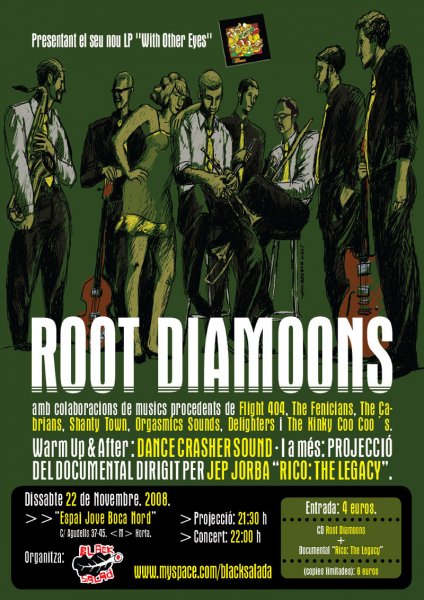 Presentant el seu nou LP "With Other Eyes"
ROOT DIAMOONS
amb colaboracions de musics procedents de Flight 404, The Fenicians, The Ca-
brians, Shanty Town, Orgasmics Sounds, Delighters i The Kinky Coo Coo´s.
Warm Up & After : DANCE CRASHER SOUND - I a més: PROJECCIÓ
DEL DOCUMENTAL DIRIGIT PER JEP JORBA "RICO: THE LEGACY".
Dissabte 22 de Novembre. 2008.
>> "Espai Jove Boca Nord"
C/ Agudells 37-45. <M> Horta.
Organitza:
BLACK
SALAD
> Projecció: 21:30 h
> Concert: 22:00 h
www.myspace.com/blacksalada
Entrada: 4 euros.
CD Root Diamoons
+
Documental "Rico: The Legacy"
(copies limitades): 6 euros